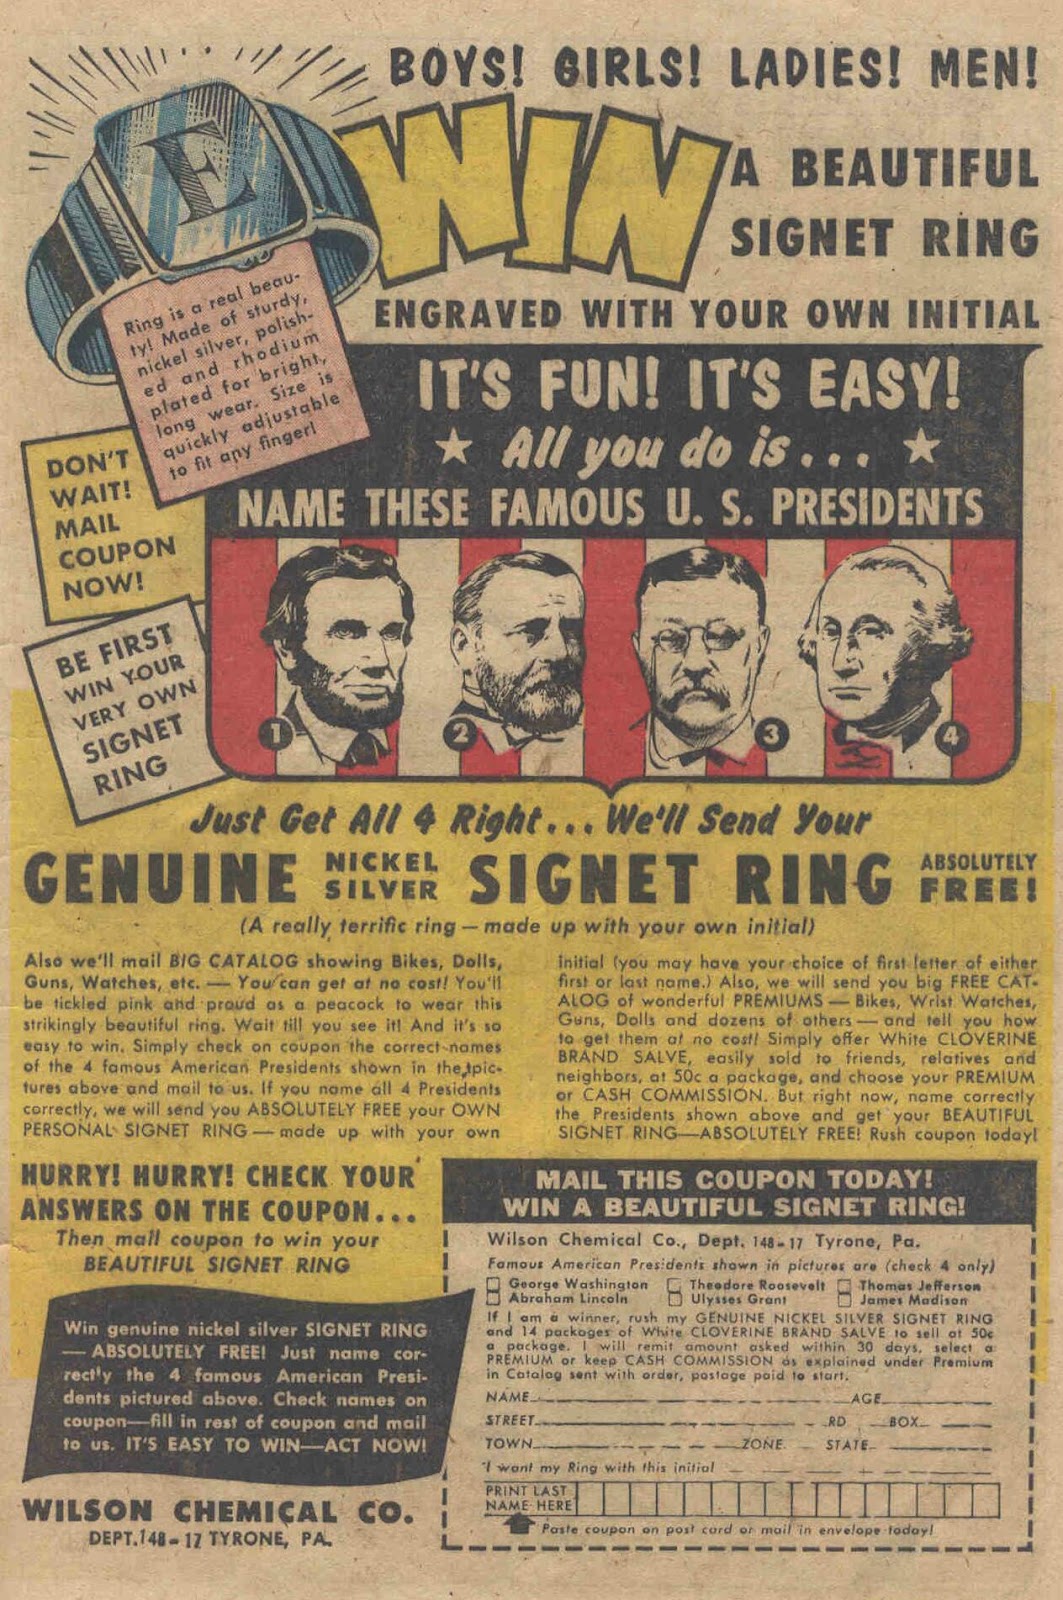 BOYS! GIRLS! LADIES! MEN!
WIN
A BEAUTIFUL
SIGNET RING
ENGRAVED WITH YOUR OWN INITIAL
E
Ring is a real beau-
ty! Made of sturdy,
nickel silver, polish-
ed and rhodium
plated for bright,
long wear. Size is
quickly adjustable
to fit any finger!
DON'T
WAIT!
MAIL
COUPON
NOW!
BE FIRST
WIN YOUR
VERY OWN
SIGNET
RING
IT'S FUN! IT'S EASY!
All you do is...
NAME THESE FAMOUS U. S. PRESIDENTS
1 2 3 4
Just Get All 4 Right... We'll Send Your
GENUINE NICKEL SILVER SIGNET RING ABSOLUTELY FREE!
(A really terrific ring — made up with your own initial)
Also we'll mail BIG CATALOG showing Bikes, Dolls,
Guns, Watches, etc. — You can get at no cost! You'll
be tickled pink and proud as a peacock to wear this
strikingly beautiful ring. Wait till you see it! And it's so
easy to win. Simply check on coupon the correct names
of the 4 famous American Presidents shown in the pic-
tures above and mail to us. If you name all 4 Presidents
correctly, we will send you ABSOLUTELY FREE your OWN
PERSONAL SIGNET RING — made up with your own
initial (you may have your choice of first letter of either
first or last name.) Also, we will send you big FREE CAT-
ALOG of wonderful PREMIUMS — Bikes, Wrist Watches,
Guns, Dolls and dozens of others — and tell you how
to get them at no cost! Simply offer White CLOVERINE
BRAND SALVE, easily sold to friends, relatives and
neighbors, at 50c a package, and choose your PREMIUM
or CASH COMMISSION. But right now, name correctly
the Presidents shown above and get your BEAUTIFUL
SIGNET RING—ABSOLUTELY FREE! Rush coupon today!
HURRY! HURRY! CHECK YOUR
ANSWERS ON THE COUPON...
Then mail coupon to win your
BEAUTIFUL SIGNET RING
Win genuine nickel silver SIGNET RING
— ABSOLUTELY FREE! Just name cor-
rectly the 4 famous American Presi-
dents pictured above. Check names on
coupon—fill in rest of coupon and mail
to us. IT'S EASY TO WIN—ACT NOW!
WILSON CHEMICAL CO.
DEPT. 148-17 TYRONE, PA.
MAIL THIS COUPON TODAY!
WIN A BEAUTIFUL SIGNET RING!
Wilson Chemical Co., Dept. 148-17 Tyrone, Pa.
Famous American Presidents shown in pictures are (check 4 only)
George Washington Theodore Roosevelt Thomas Jefferson
Abraham Lincoln Ulysses Grant James Madison
If I am a winner, rush my GENUINE NICKEL SILVER SIGNET RING
and 14 packages of White CLOVERINE BRAND SALVE to sell at 50c
a package. I will remit amount asked within 30 days, select a
PREMIUM or keep CASH COMMISSION as explained under Premium
in Catalog sent with order, postage paid to start.
NAME AGE
STREET RD BOX
TOWN ZONE STATE
I want my Ring with this initial
PRINT LAST
NAME HERE
Paste coupon on post card or mail in envelope today!